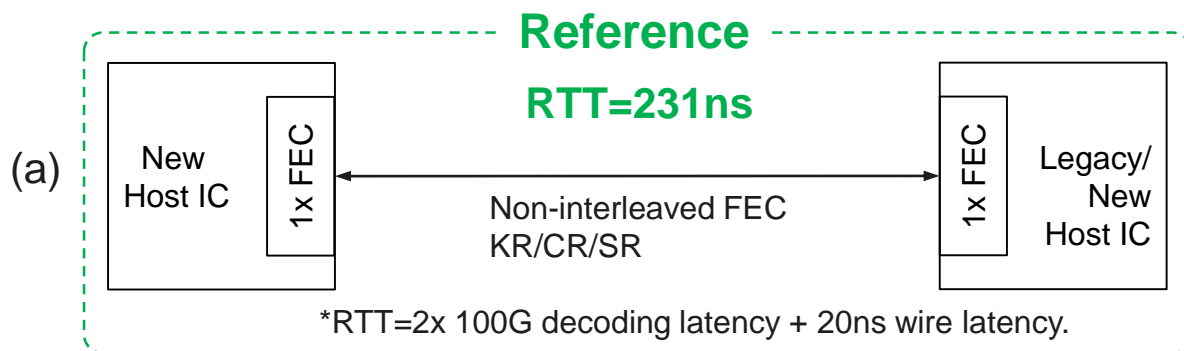 Reference
RTT=231ns
(a)
New
Host IC
1x FEC
Non-interleaved FEC
KR/CR/SR
1x FEC
Legacy/
New
Host IC
*RTT=2x 100G decoding latency + 20ns wire latency.